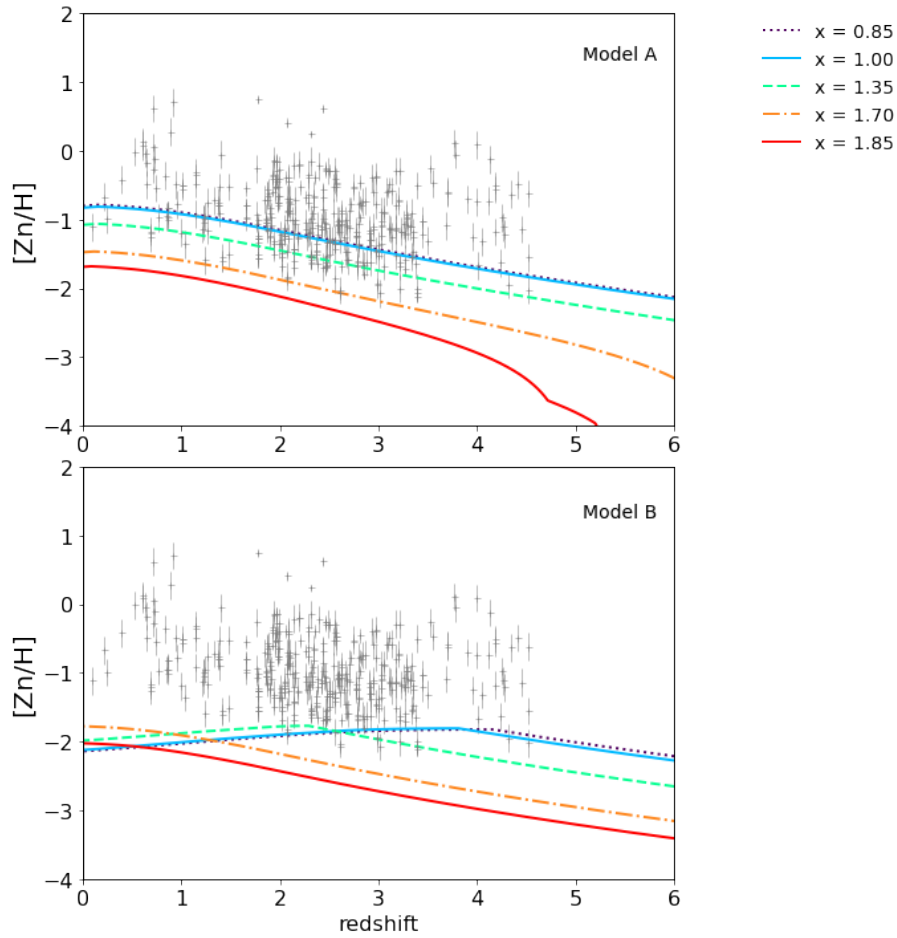 2
1
0
−1
−2
−3
−4
[Zn/H]
Model A
0 1 2 3 4 5 6
x = 0.85
x = 1.00
x = 1.35
x = 1.70
x = 1.85
2
1
0
−1
−2
−3
−4
[Zn/H]
Model B
0 1 2 3 4 5 6
redshift